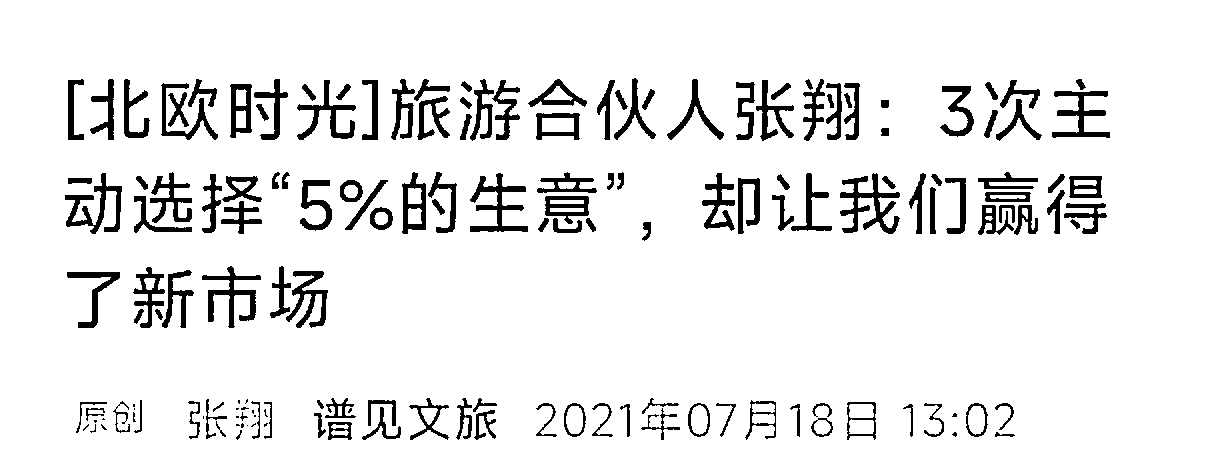 [北欧时光]旅游合伙人张翔：3次主
动选择“5%的生意”，却让我们赢得
了新市场
原创 张翔 谱见文旅 2021年07月18日 13:02